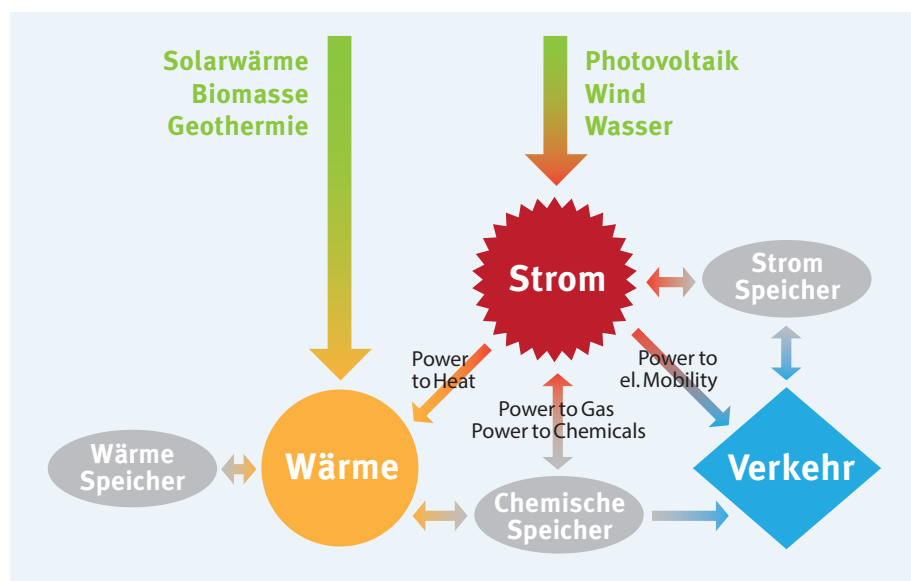 Solarwärme
Biomasse
Geothermie
Photovoltaik
Wind
Wasser
Strom
Strom
Speicher
Power
to Heat
Power to
el. Mobility
Power to Gas
Power to Chemicals
Wärme
Speicher
Wärme
Chemische
Speicher
Verkehr